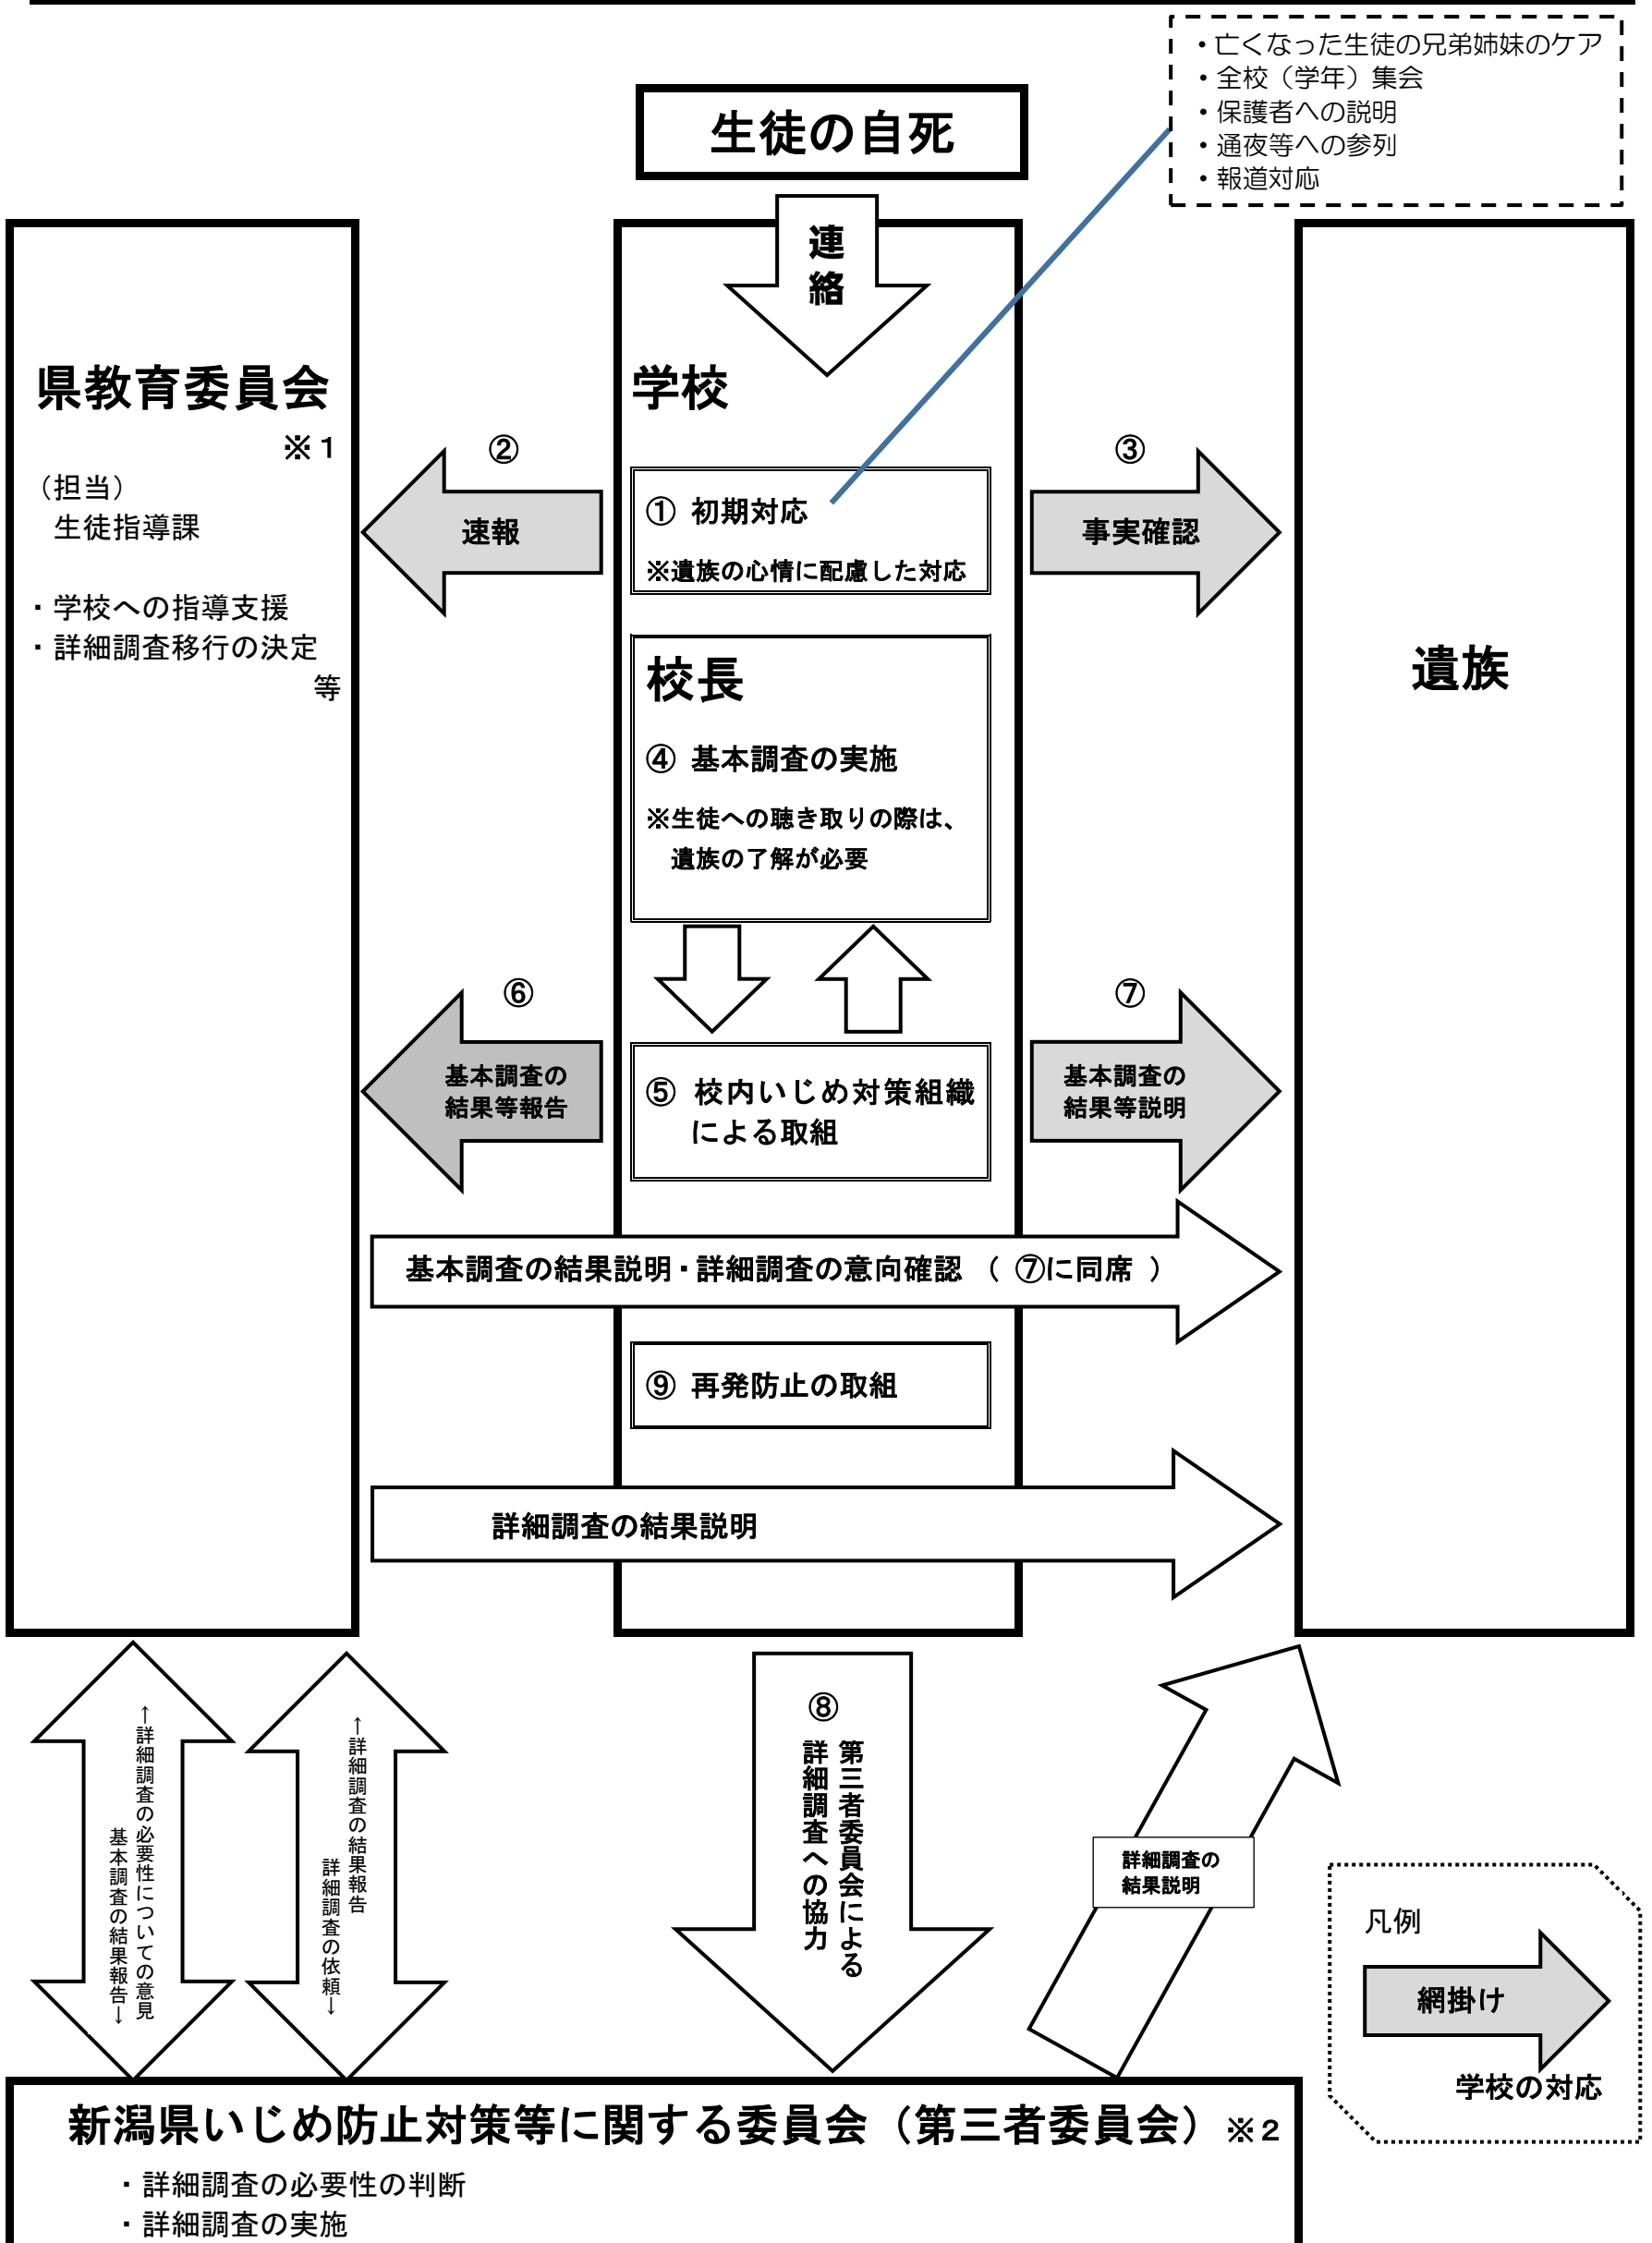 ・亡くなった生徒の兄弟姉妹のケア
・全校（学年）集会
・保護者への説明
・通夜等への参列
・報道対応
生徒の自死
連絡
県教育委員会
※１
（担当）
生徒指導課
・学校への指導支援
・詳細調査移行の決定
等
学校
②
速報
① 初期対応
※遺族の心情に配慮した対応
③
事実確認
遺族
校長
④ 基本調査の実施
※生徒への聴き取りの際は、
遺族の了解が必要
⑥
基本調査の
結果等報告
⑤ 校内いじめ対策組織
による取組
⑦
基本調査の
結果等説明
基本調査の結果説明・詳細調査の意向確認 （ ⑦に同席 ）
⑨ 再発防止の取組
詳細調査の結果説明
←詳細調査の必要性についての意見
基本調査の結果報告→
←詳細調査の結果報告
詳細調査の依頼→
⑧
第三者委員会による
詳細調査への協力
詳細調査の
結果説明
凡例
網掛け
学校の対応
新潟県いじめ防止対策等に関する委員会（第三者委員会）※２
・詳細調査の必要性の判断
・詳細調査の実施